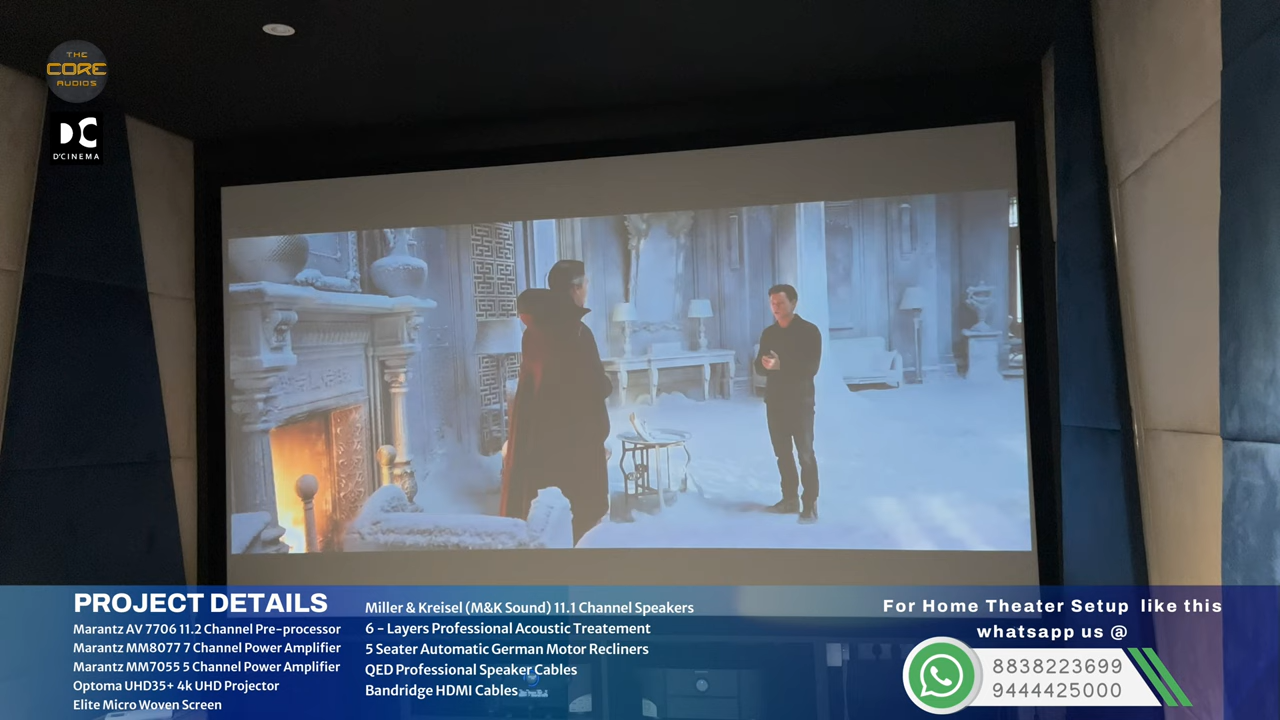 THE
CORE
AUDIOS
DC
D'CINEMA
PROJECT DETAILS
Marantz AV 7706 11.2 Channel Pre-processor
Marantz MM8077 7 Channel Power Amplifier
Marantz MM7055 5 Channel Power Amplifier
Optoma UHD35+ 4k UHD Projector
Elite Micro Woven Screen
Miller & Kreisel (M&K Sound) 11.1 Channel Speakers
6 - Layers Professional Acoustic Treatement
5 Seater Automatic German Motor Recliners
QED Professional Speaker Cables
Bandridge HDMI Cables
For Home Theater Setup like this
whatsapp us @
8838223699
9444425000